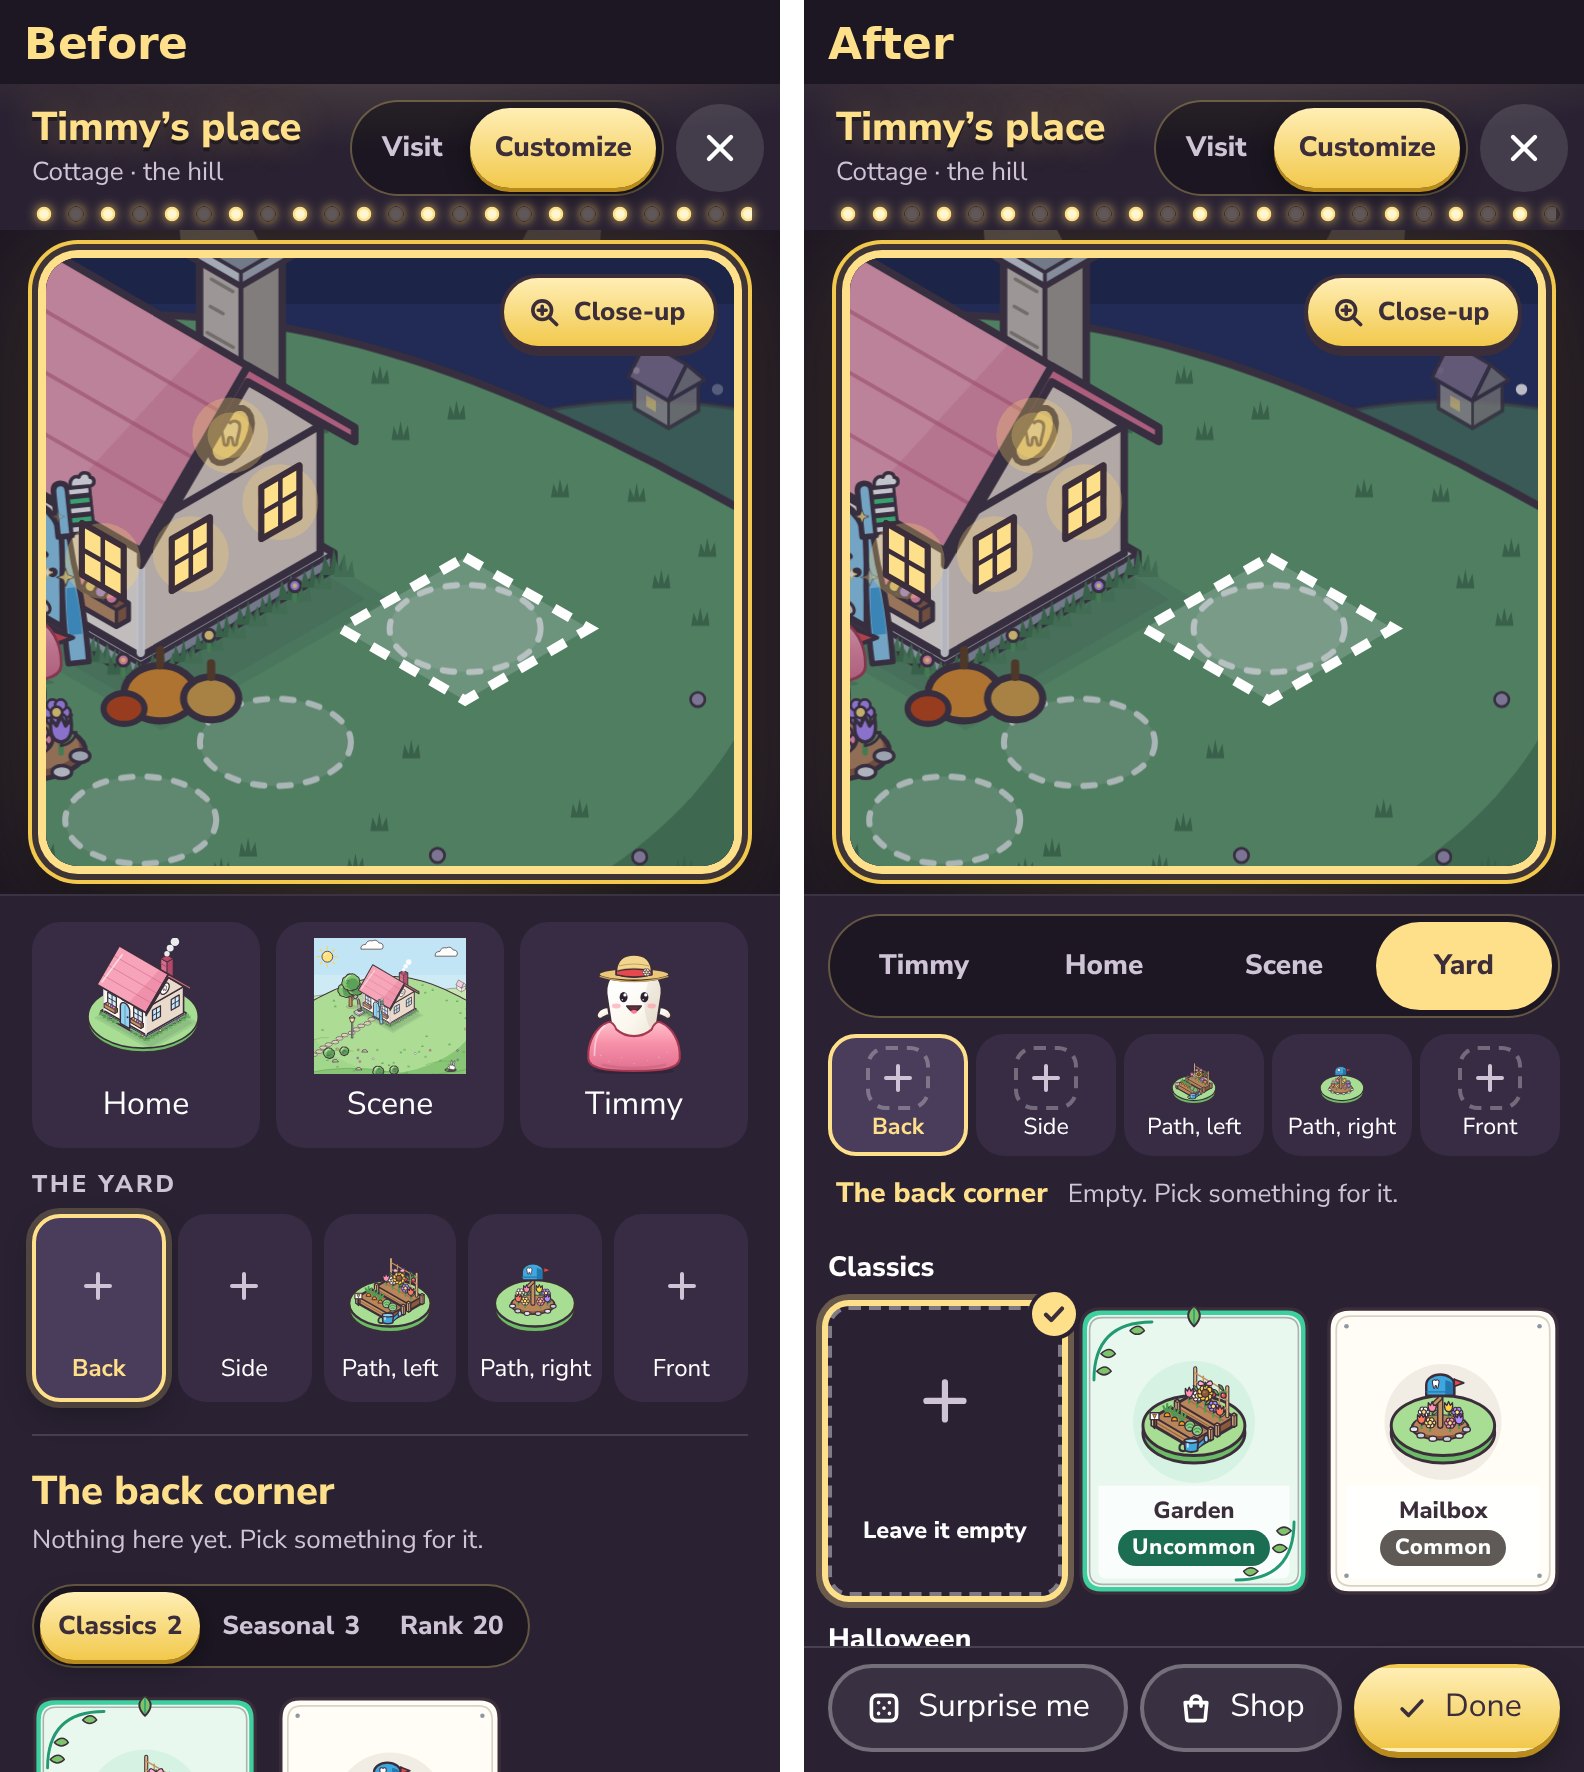 Before
Timmy’s place
Cottage · the hill
Visit
Customize
Close-up
Home
Scene
Timmy
THE YARD
Back
Side
Path, left
Path, right
Front
The back corner
Nothing here yet. Pick something for it.
Classics 2
Seasonal 3
Rank 20
After
Timmy’s place
Cottage · the hill
Visit
Customize
Close-up
Timmy
Home
Scene
Yard
Back
Side
Path, left
Path, right
Front
The back corner Empty. Pick something for it.
Classics
Leave it empty
Garden
Uncommon
Mailbox
Common
Halloween
Surprise me
Shop
Done